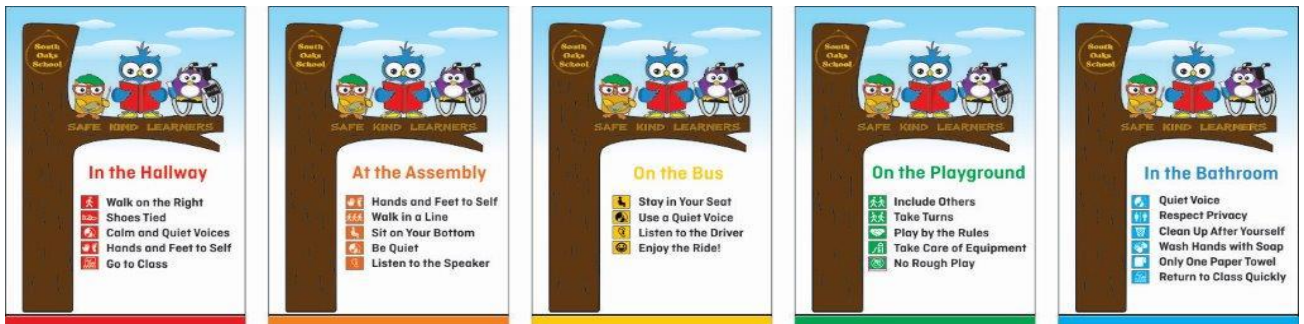 South
Oaks
School
SAFE KIND LEARNERS
In the Hallway
Walk on the Right
Shoes Tied
Calm and Quiet Voices
Hands and Feet to Self
Go to Class
South
Oaks
School
SAFE KIND LEARNERS
At the Assembly
Hands and Feet to Self
Walk in a Line
Sit on Your Bottom
Be Quiet
Listen to the Speaker
South
Oaks
School
SAFE KIND LEARNERS
On the Bus
Stay in Your Seat
Use a Quiet Voice
Listen to the Driver
Enjoy the Ride!
South
Oaks
School
SAFE KIND LEARNERS
On the Playground
Include Others
Take Turns
Play by the Rules
Take Care of Equipment
No Rough Play
South
Oaks
School
SAFE KIND LEARNERS
In the Bathroom
Quiet Voice
Respect Privacy
Clean Up After Yourself
Wash Hands with Soap
Only One Paper Towel
Return to Class Quickly